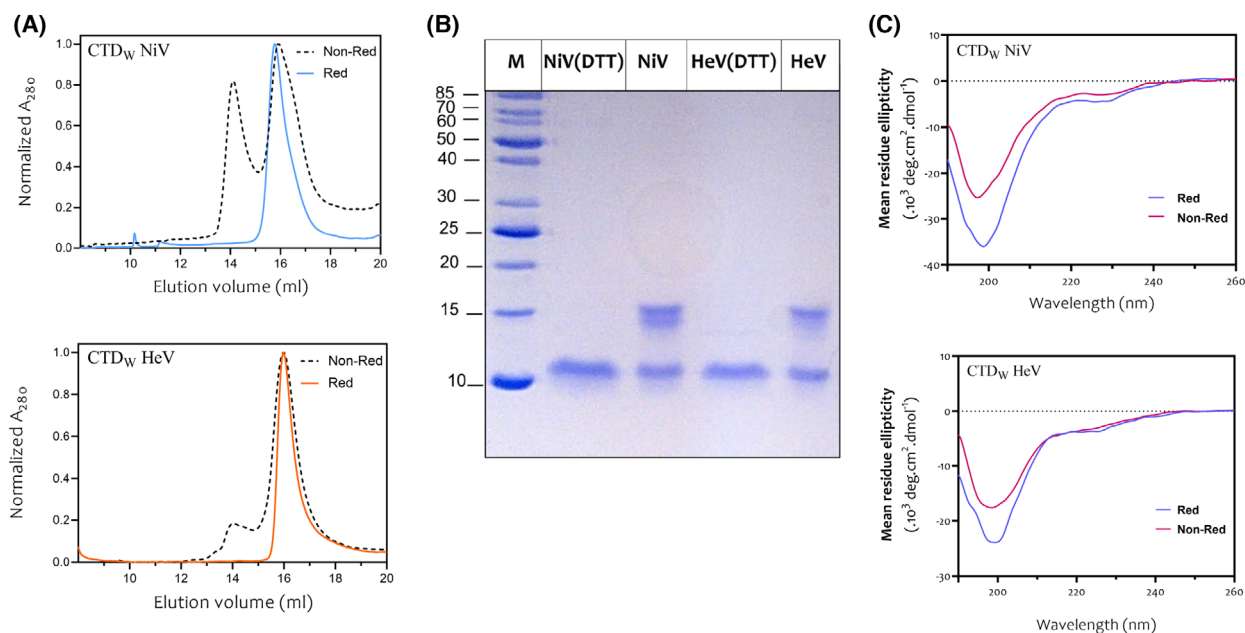 (A)
CTDW NiV
Non-Red
Red
Normalized A280
1.0
0.8
0.6
0.4
0.2
0.0
10 12 14 16 18 20
Elution volume (ml)
CTDW HeV
Non-Red
Red
Normalized A280
1.0
0.8
0.6
0.4
0.2
0.0
10 12 14 16 18 20
Elution volume (ml)
(B)
M NiV(DTT) NiV HeV(DTT) HeV
85
70
60
50
40
30
25
20
15
10
(C)
CTDW NiV
Mean residue ellipticity
(.10³ deg.cm².dmol⁻¹)
10
0
-10
-20
-30
-40
Red
Non-Red
200 220 240 260
Wavelength (nm)
CTDW HeV
Mean residue ellipticity
(.10³ deg.cm².dmol⁻¹)
10
0
-10
-20
-30
Red
Non-Red
200 220 240 260
Wavelength (nm)